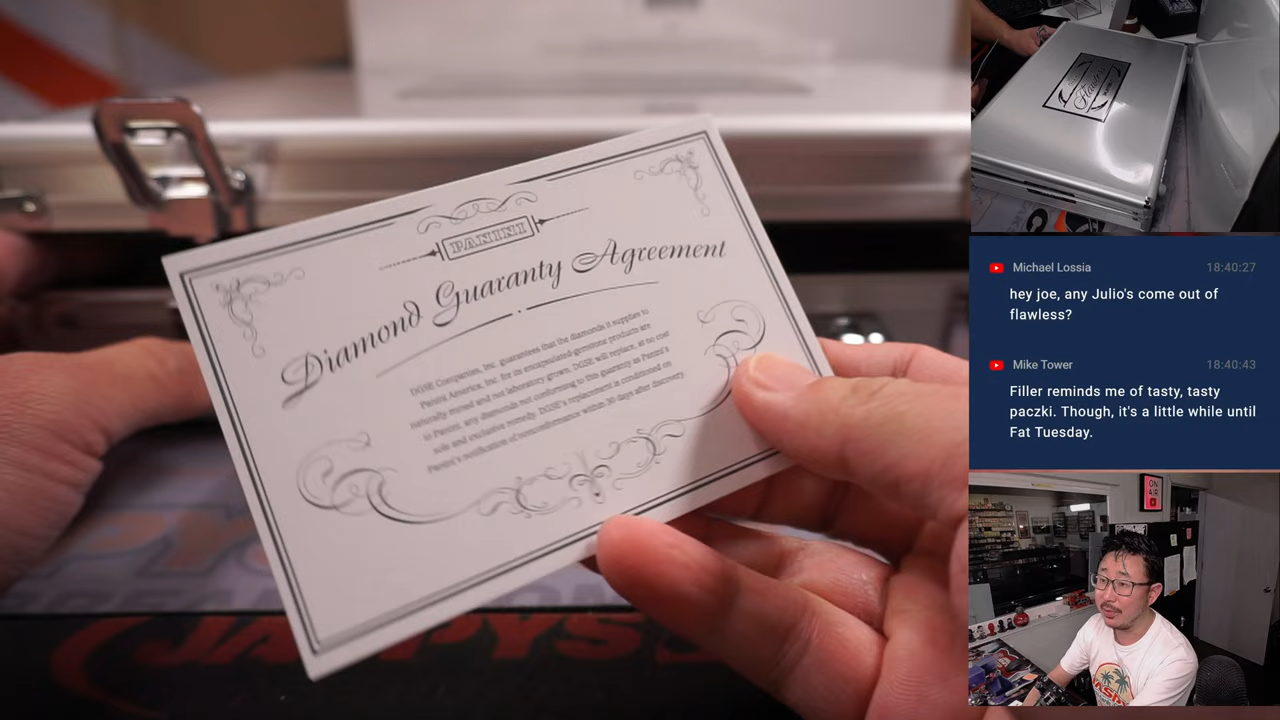 PANINI
Diamond Guaranty Agreement
DGSE Companies, Inc. guarantees that the diamonds it supplies to
Panini America, Inc. for its encapsulated-gemstone products are
naturally mined and not laboratory grown. DGSE will replace, at no cost
to Panini, any diamonds not conforming to this guaranty as Panini's
sole and exclusive remedy. DGSE's replacement is conditioned on
Panini's notification of nonconformance within 30 days after discovery
Flawless
Michael Lossia 18:40:27
hey joe, any Julio's come out of
flawless?
Mike Tower 18:40:43
Filler reminds me of tasty, tasty
paczki. Though, it's a little while until
Fat Tuesday.
ON
AIR